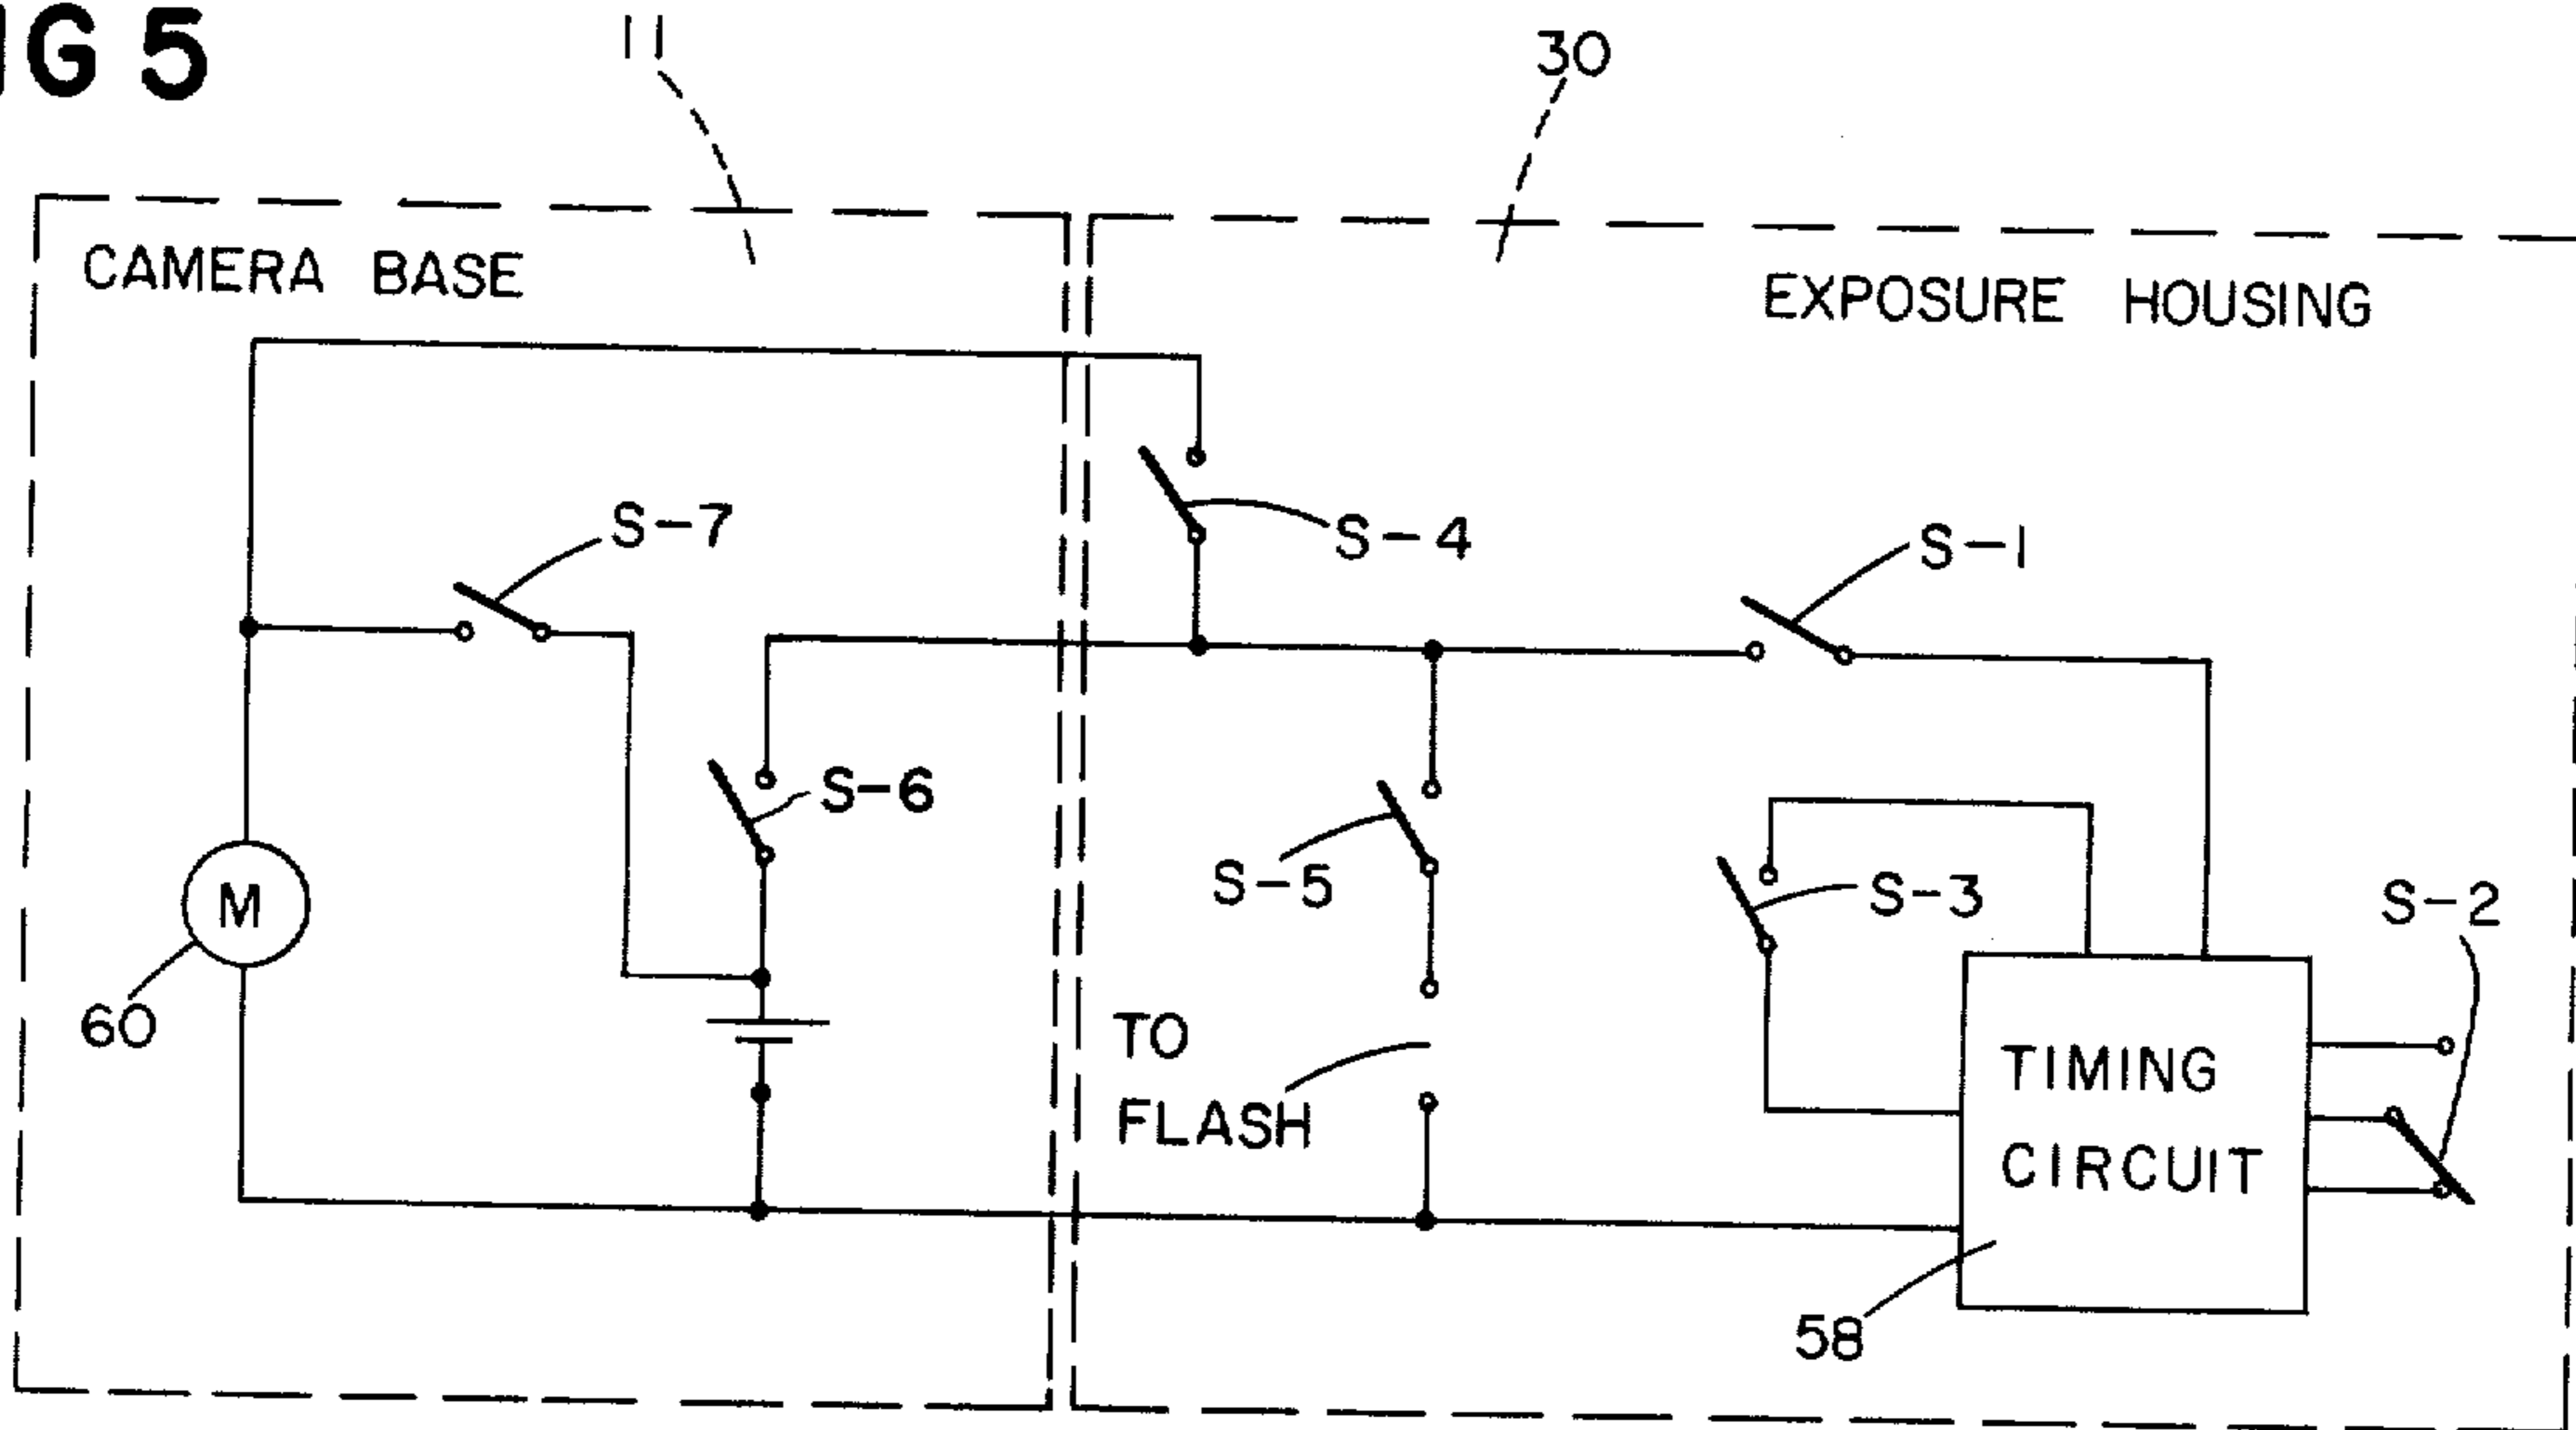 IG 5
11
30
CAMERA BASE
EXPOSURE HOUSING
S-7
S-4
S-1
S-6
S-5
S-3
S-2
M
60
TO
FLASH
TIMING
CIRCUIT
58